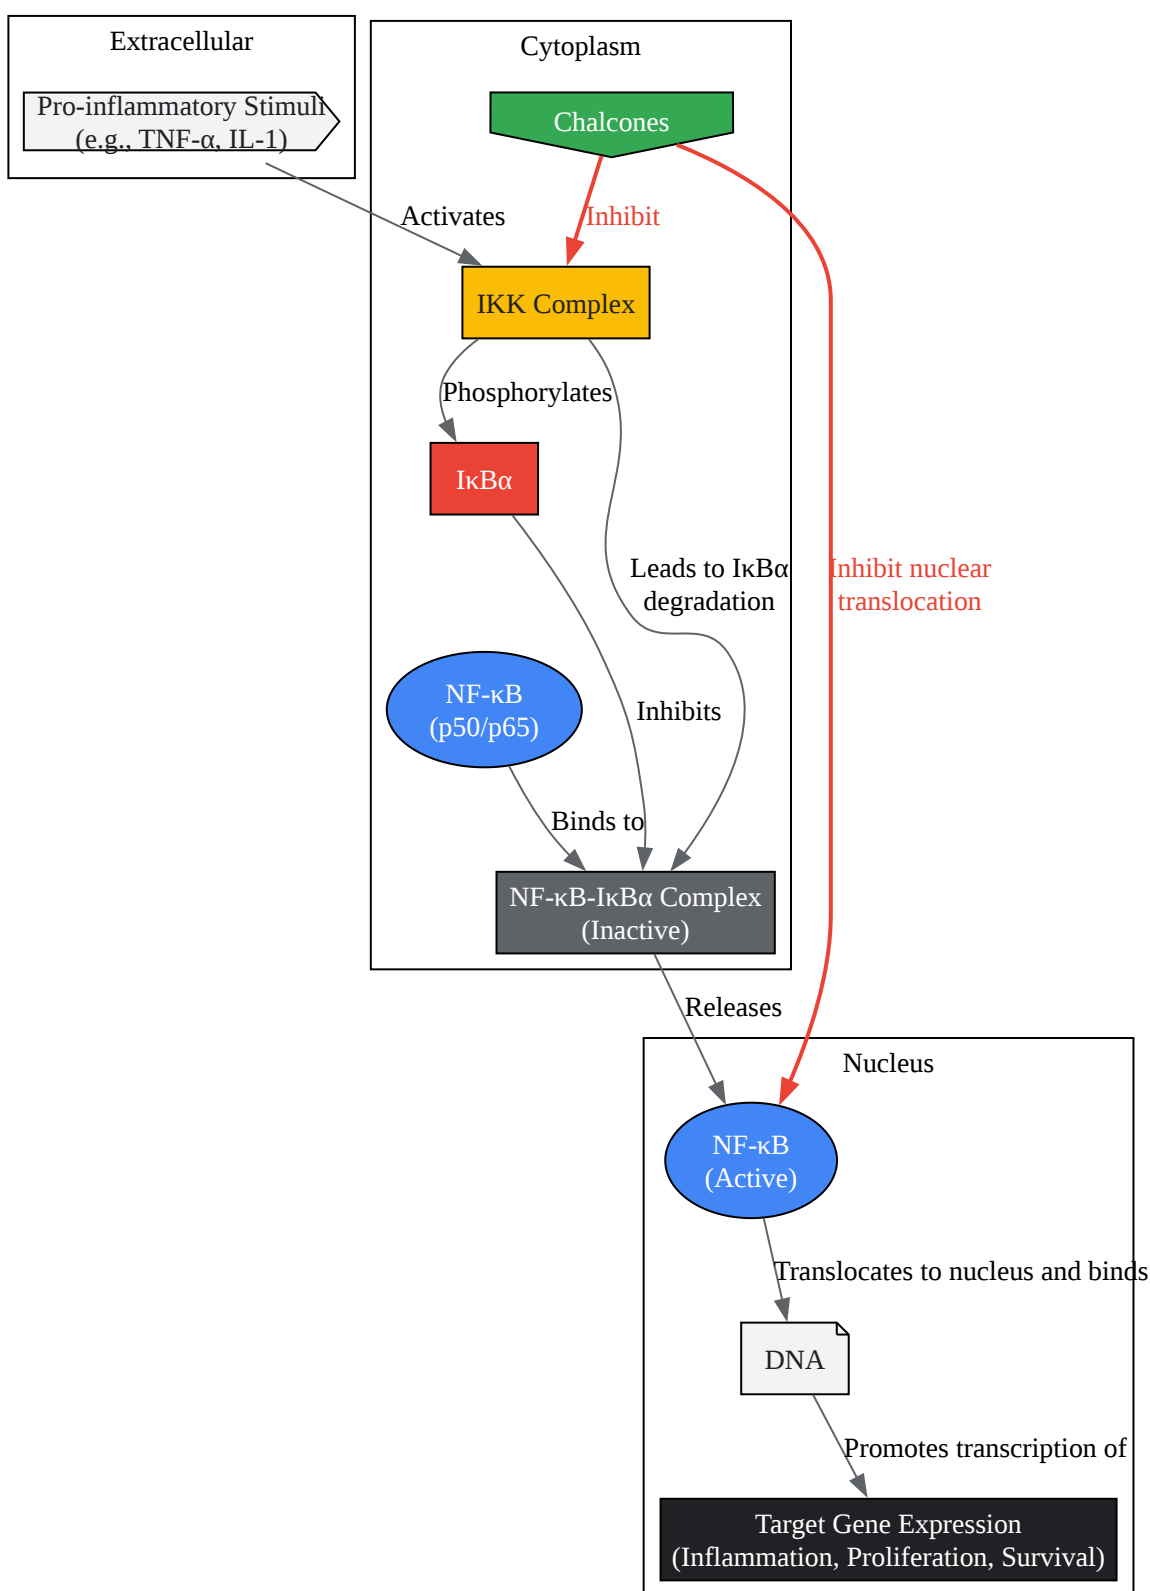 Extracellular
Pro-inflammatory Stimuli
(e.g., TNF-α, IL-1)
Cytoplasm
Chalcones
Activates
Inhibit
IKK Complex
Phosphorylates
IκBα
Leads to IκBα
degradation
Inhibit nuclear
translocation
NF-κB
(p50/p65)
Inhibits
Binds to
NF-κB-IκBα Complex
(Inactive)
Releases
Nucleus
NF-κB
(Active)
Translocates to nucleus and binds
DNA
Promotes transcription of
Target Gene Expression
(Inflammation, Proliferation, Survival)